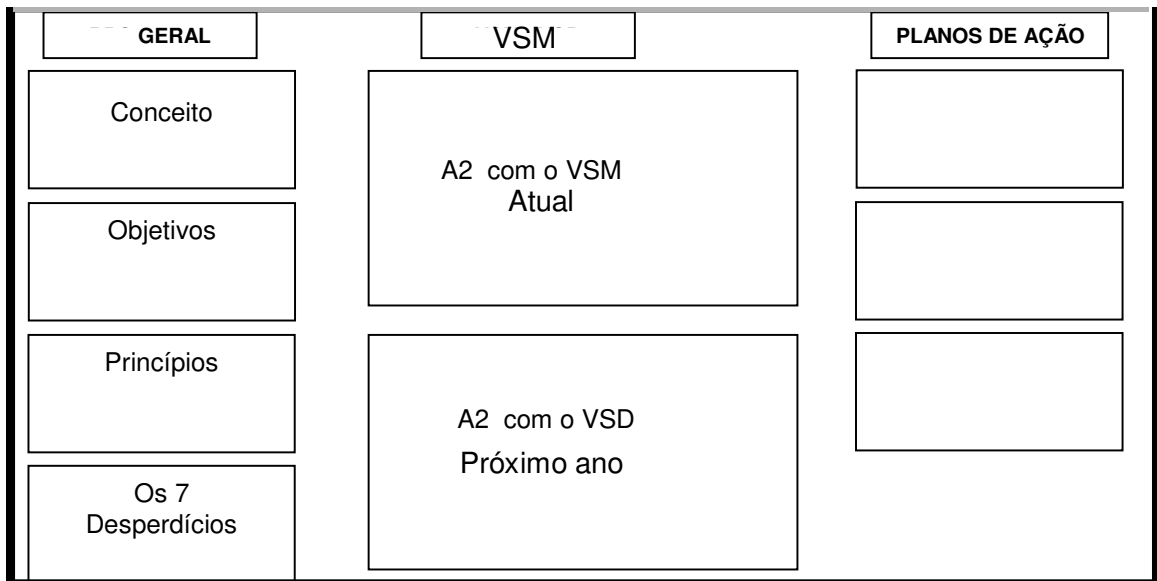 GERAL
VSM
PLANOS DE AÇÃO
Conceito
Objetivos
Princípios
Os 7
Desperdícios
A2 com o VSM
Atual
A2 com o VSD
Próximo ano